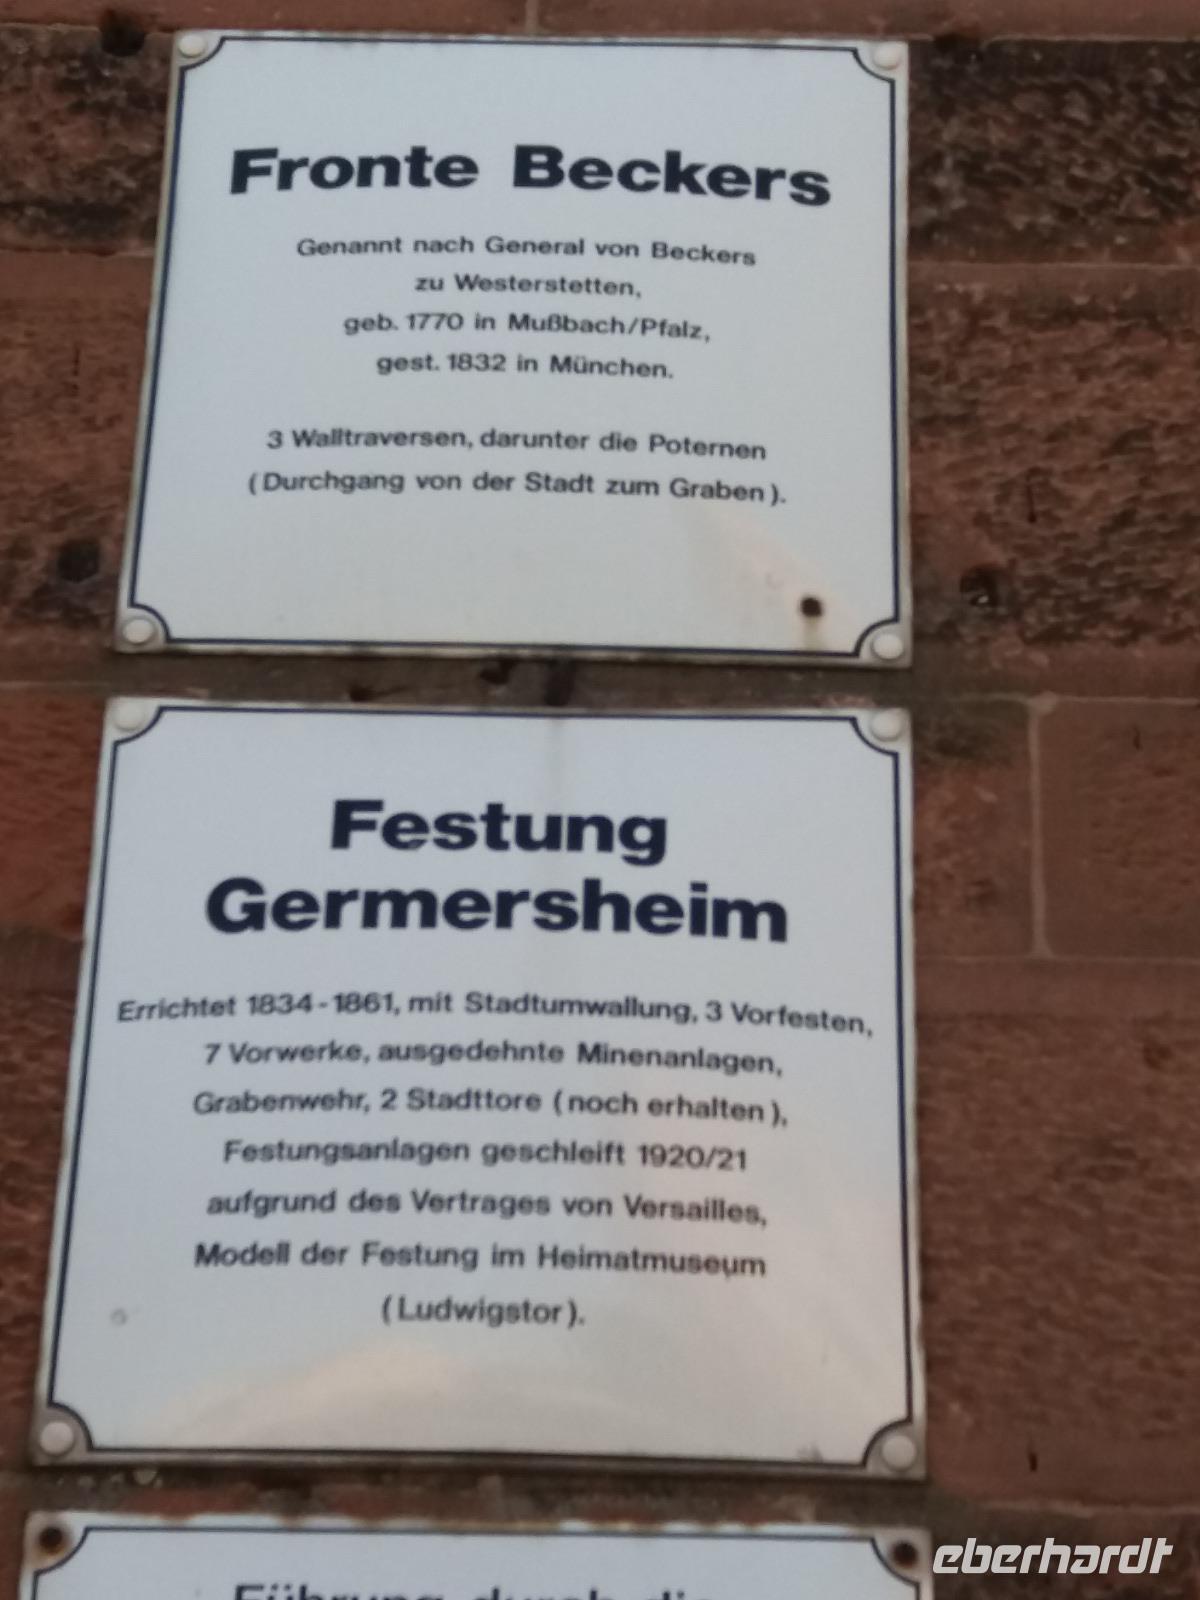 Fronte Beckers
Genannt nach General von Beckers
zu Westerstetten,
geb. 1770 in Mußbach/Pfalz,
gest. 1832 in München.
3 Walltraversen, darunter die Poternen
(Durchgang von der Stadt zum Graben).
Festung
Germersheim
Errichtet 1834-1861, mit Stadtumwallung, 3 Vorfesten,
7 Vorwerke, ausgedehnte Minenanlagen,
Grabenwehr, 2 Stadttore (noch erhalten),
Festungsanlagen geschleift 1920/21
aufgrund des Vertrages von Versailles,
Modell der Festung im Heimatmuseum
(Ludwigstor).
Führung durch die
eberhardt